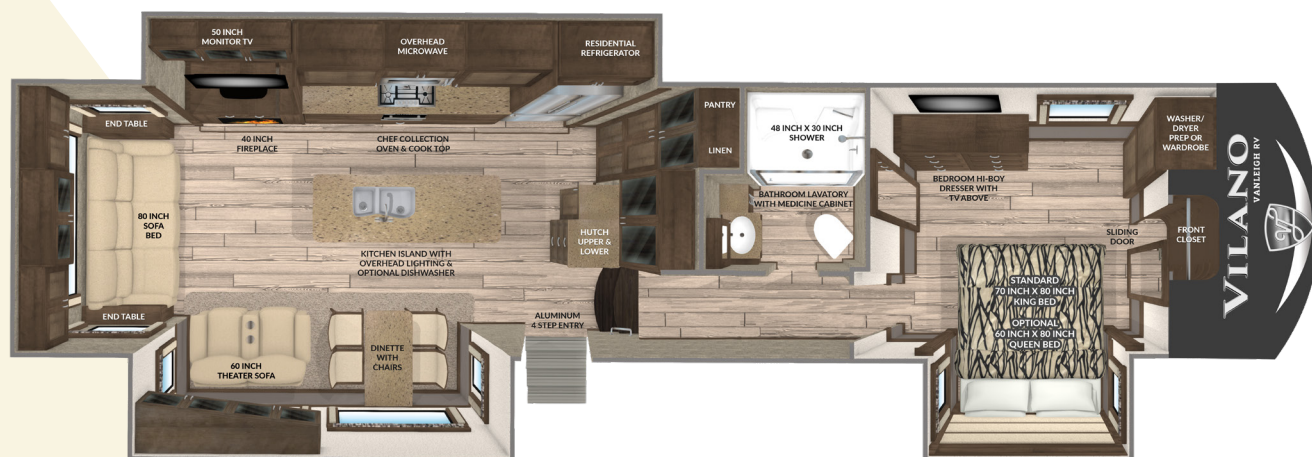 50 INCH
MONITOR TV
OVERHEAD
MICROWAVE
RESIDENTIAL
REFRIGERATOR
END TABLE
40 INCH
FIREPLACE
CHEF COLLECTION
OVEN & COOK TOP
PANTRY
LINEN
48 INCH X 30 INCH
SHOWER
WASHER/
DRYER
PREP OR
WARDROBE
BEDROOM HI-BOY
DRESSER WITH
TV ABOVE
BATHROOM LAVATORY
WITH MEDICINE CABINET
80 INCH
SOFA
BED
HUTCH
UPPER &
LOWER
KITCHEN ISLAND WITH
OVERHEAD LIGHTING &
OPTIONAL DISHWASHER
SLIDING
DOOR
FRONT
CLOSET
VILANO
VANLEIGH RV
V
STANDARD
70 INCH X 80 INCH
KING BED
OPTIONAL
60 INCH X 80 INCH
QUEEN BED
END TABLE
ALUMINUM
4 STEP ENTRY
60 INCH
THEATER SOFA
DINETTE
WITH
CHAIRS